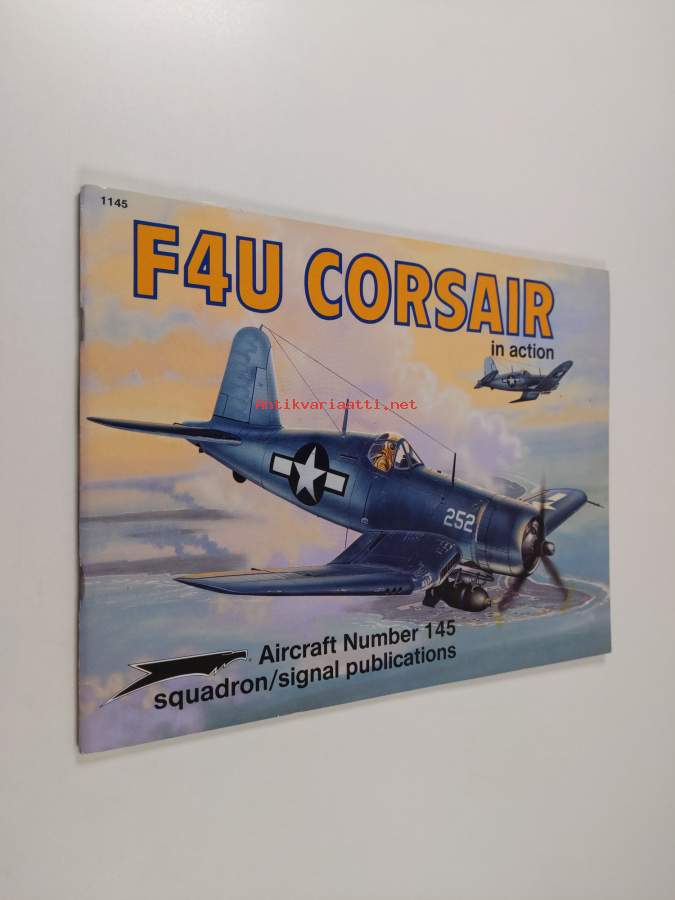 1145
F4U CORSAIR
in action
Antikvariaatti.net
252
Aircraft Number 145
squadron/signal publications